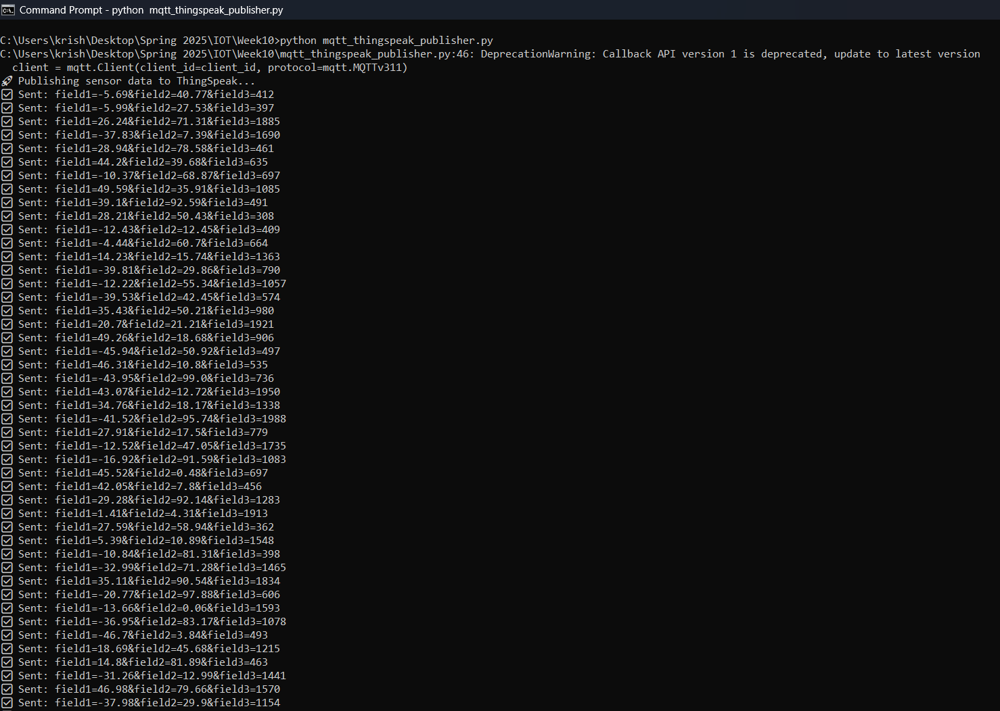 Command Prompt - python  mqtt_thingspeak_publisher.py
C:\Users\krish\Desktop\Spring 2025\IOT\Week10>python mqtt_thingspeak_publisher.py
C:\Users\krish\Desktop\Spring 2025\IOT\Week10\mqtt_thingspeak_publisher.py:46: DeprecationWarning: Callback API version 1 is deprecated, update to latest version
  client = mqtt.Client(client_id=client_id, protocol=mqtt.MQTTv311)
🚀 Publishing sensor data to ThingSpeak...
☑ Sent: field1=-5.69&field2=40.77&field3=412
☑ Sent: field1=-5.99&field2=27.53&field3=397
☑ Sent: field1=26.24&field2=71.31&field3=1885
☑ Sent: field1=-37.83&field2=7.39&field3=1690
☑ Sent: field1=28.94&field2=78.58&field3=461
☑ Sent: field1=44.2&field2=39.68&field3=635
☑ Sent: field1=-10.37&field2=68.87&field3=697
☑ Sent: field1=49.59&field2=35.91&field3=1085
☑ Sent: field1=39.1&field2=92.59&field3=491
☑ Sent: field1=28.21&field2=50.43&field3=308
☑ Sent: field1=-12.43&field2=12.45&field3=409
☑ Sent: field1=-4.44&field2=60.7&field3=664
☑ Sent: field1=14.23&field2=15.74&field3=1363
☑ Sent: field1=-39.81&field2=29.86&field3=790
☑ Sent: field1=-12.22&field2=55.34&field3=1057
☑ Sent: field1=-39.53&field2=42.45&field3=574
☑ Sent: field1=35.43&field2=50.21&field3=980
☑ Sent: field1=20.7&field2=21.21&field3=1921
☑ Sent: field1=49.26&field2=18.68&field3=906
☑ Sent: field1=-45.94&field2=50.92&field3=497
☑ Sent: field1=46.31&field2=10.8&field3=535
☑ Sent: field1=-43.95&field2=99.0&field3=736
☑ Sent: field1=43.07&field2=12.72&field3=1950
☑ Sent: field1=34.76&field2=18.17&field3=1338
☑ Sent: field1=-41.52&field2=95.74&field3=1988
☑ Sent: field1=27.91&field2=17.5&field3=779
☑ Sent: field1=-12.52&field2=47.05&field3=1735
☑ Sent: field1=-16.92&field2=91.59&field3=1083
☑ Sent: field1=45.52&field2=0.48&field3=697
☑ Sent: field1=42.05&field2=7.8&field3=456
☑ Sent: field1=29.28&field2=92.14&field3=1283
☑ Sent: field1=1.41&field2=4.31&field3=1913
☑ Sent: field1=27.59&field2=58.94&field3=362
☑ Sent: field1=5.39&field2=10.89&field3=1548
☑ Sent: field1=-10.84&field2=81.31&field3=398
☑ Sent: field1=-32.99&field2=71.28&field3=1465
☑ Sent: field1=35.11&field2=90.54&field3=1834
☑ Sent: field1=-20.77&field2=97.88&field3=606
☑ Sent: field1=-13.66&field2=0.06&field3=1593
☑ Sent: field1=-36.95&field2=83.17&field3=1078
☑ Sent: field1=-46.7&field2=3.84&field3=493
☑ Sent: field1=18.69&field2=45.68&field3=1215
☑ Sent: field1=14.8&field2=81.89&field3=463
☑ Sent: field1=-31.26&field2=12.99&field3=1441
☑ Sent: field1=46.98&field2=79.66&field3=1570
☑ Sent: field1=-37.98&field2=29.9&field3=1154